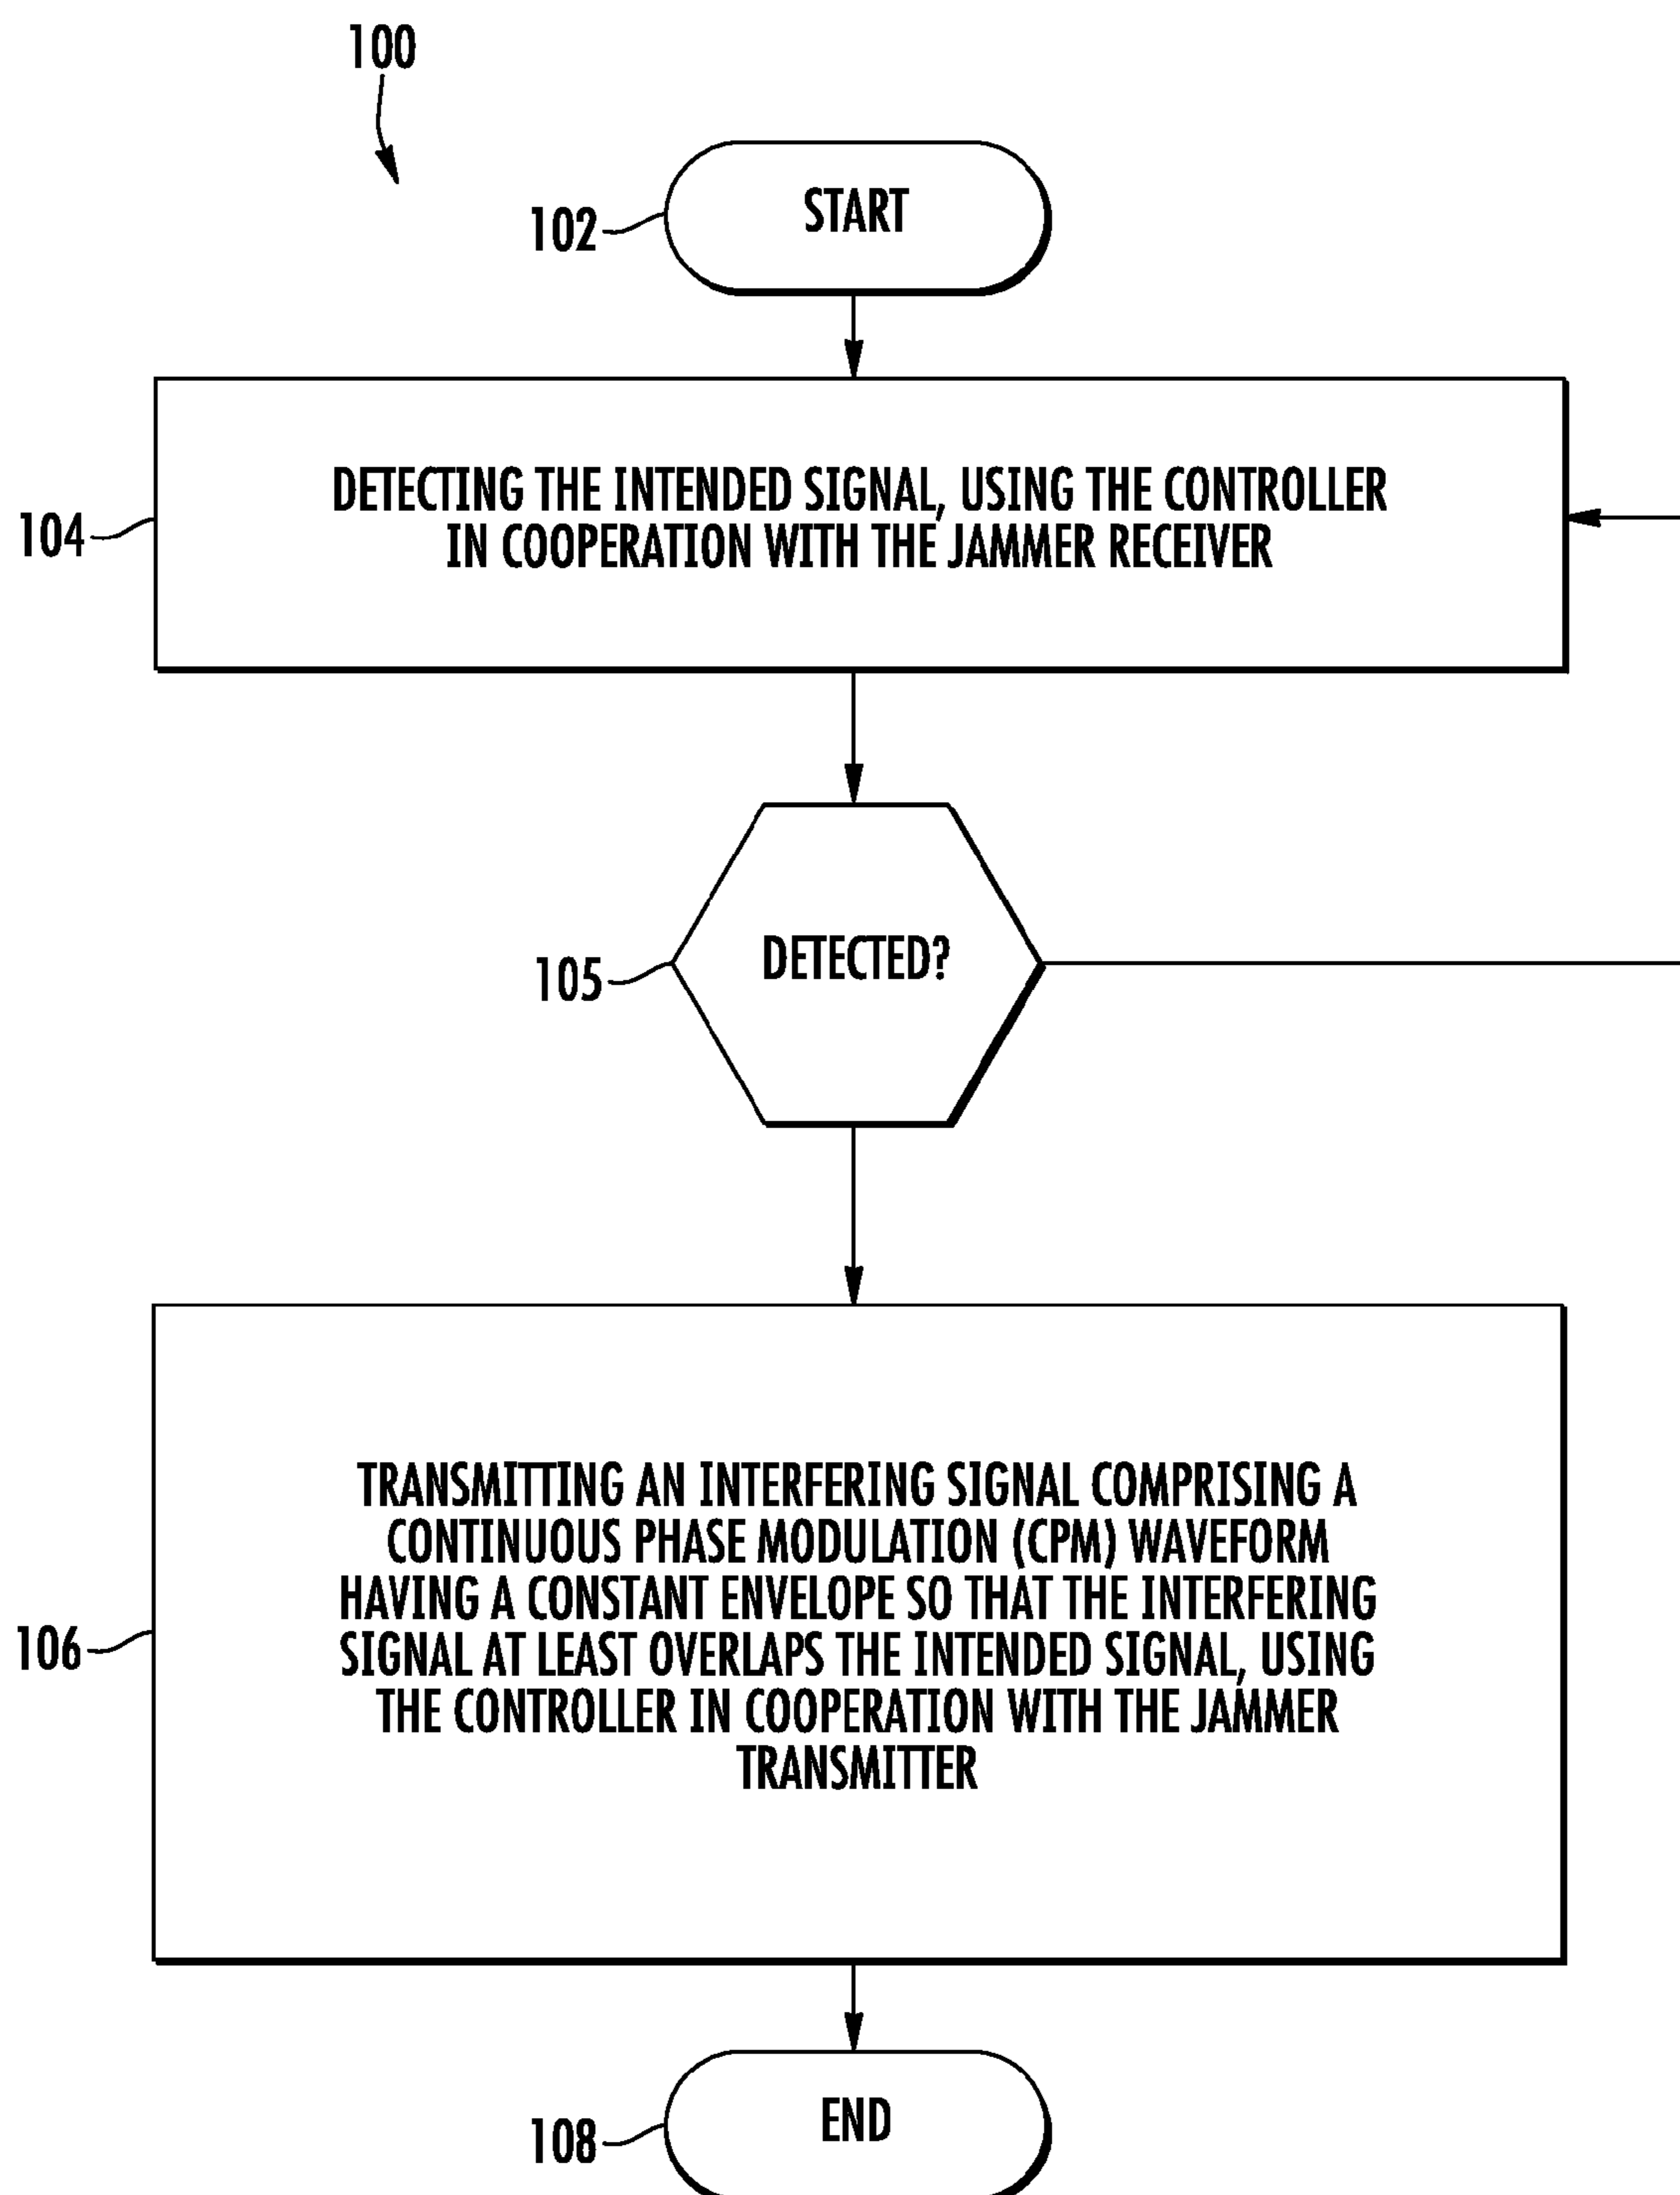 100
102
START
104
DETECTING THE INTENDED SIGNAL, USING THE CONTROLLER
IN COOPERATION WITH THE JAMMER RECEIVER
105
DETECTED?
106
TRANSMITTING AN INTERFERING SIGNAL COMPRISING A
CONTINUOUS PHASE MODULATION (CPM) WAVEFORM
HAVING A CONSTANT ENVELOPE SO THAT THE INTERFERING
SIGNAL AT LEAST OVERLAPS THE INTENDED SIGNAL, USING
THE CONTROLLER IN COOPERATION WITH THE JAMMER
TRANSMITTER
108
END